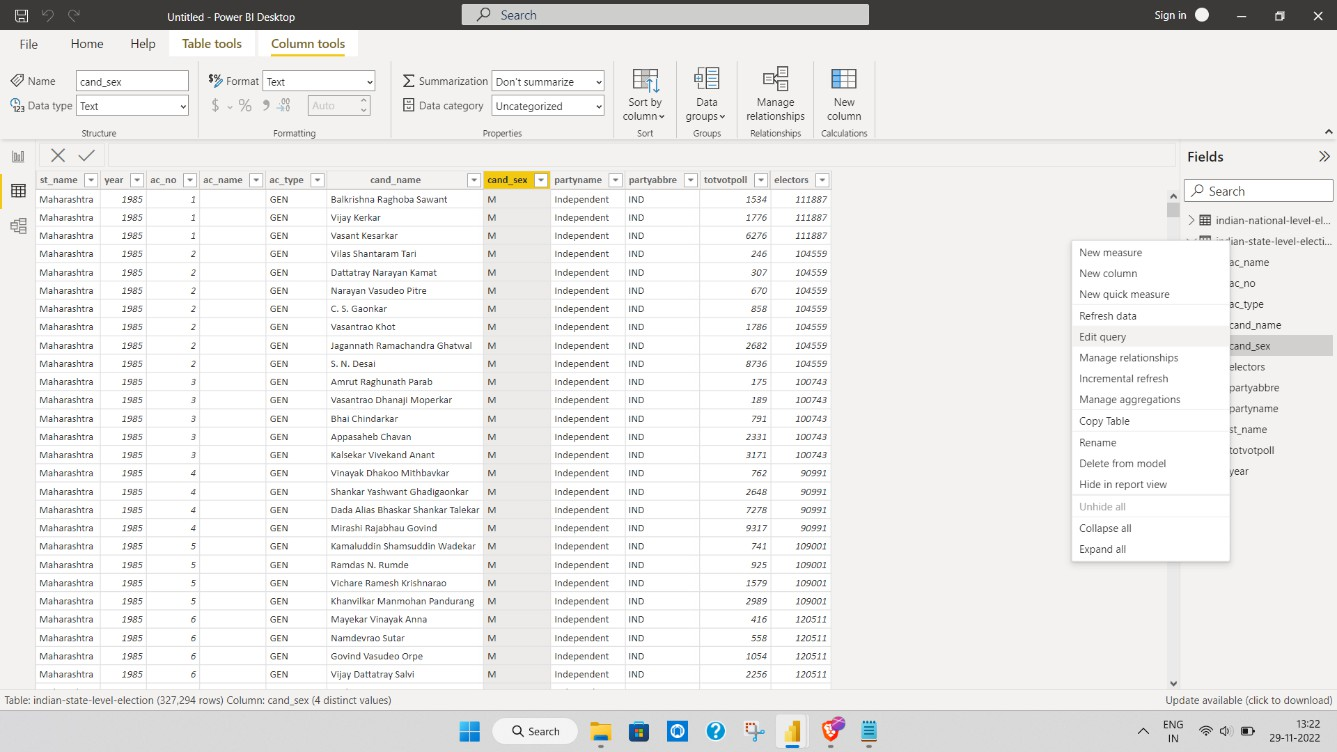 Untitled - Power BI Desktop
Search
Sign in
File
Home
Help
Table tools
Column tools
Name
cand_sex
Format
Text
Summarization
Don't summarize
Data type
Text
$
%
Auto
Data category
Uncategorized
Sort by column
Data groups
Manage relationships
New column
Structure
Formatting
Properties
Sort
Groups
Relationships
Calculations
st_name year ac_no ac_name ac_type cand_name cand_sex partyname partyabbre totvotpoll electors
Maharashtra 1985 1 GEN Balkrishna Raghoba Sawant M Independent IND 1534 111887
Maharashtra 1985 1 GEN Vijay Kerkar M Independent IND 1776 111887
Maharashtra 1985 1 GEN Vasant Kesarkar M Independent IND 6276 111887
Maharashtra 1985 2 GEN Vilas Shantaram Tari M Independent IND 246 104559
Maharashtra 1985 2 GEN Dattatray Narayan Kamat M Independent IND 307 104559
Maharashtra 1985 2 GEN Narayan Vasudeo Pitre M Independent IND 670 104559
Maharashtra 1985 2 GEN C. S. Gaonkar M Independent IND 858 104559
Maharashtra 1985 2 GEN Vasantrao Khot M Independent IND 1786 104559
Maharashtra 1985 2 GEN Jagannath Ramachandra Ghatwal M Independent IND 2682 104559
Maharashtra 1985 2 GEN S. N. Desai M Independent IND 8736 104559
Maharashtra 1985 3 GEN Amrut Raghunath Parab M Independent IND 175 100743
Maharashtra 1985 3 GEN Vasantrao Dhanaji Moperkar M Independent IND 189 100743
Maharashtra 1985 3 GEN Bhai Chindarkar M Independent IND 791 100743
Maharashtra 1985 3 GEN Appasaheb Chavan M Independent IND 2331 100743
Maharashtra 1985 3 GEN Kalsekar Vivekand Anant M Independent IND 3171 100743
Maharashtra 1985 4 GEN Vinayak Dhakoo Mithbavkar M Independent IND 762 90991
Maharashtra 1985 4 GEN Shankar Yashwant Ghadigaonkar M Independent IND 2648 90991
Maharashtra 1985 4 GEN Dada Alias Bhaskar Shankar Talekar M Independent IND 7278 90991
Maharashtra 1985 4 GEN Mirashi Rajabhau Govind M Independent IND 9317 90991
Maharashtra 1985 5 GEN Kamaluddin Shamsuddin Wadekar M Independent IND 741 109001
Maharashtra 1985 5 GEN Ramdas N. Rumde M Independent IND 925 109001
Maharashtra 1985 5 GEN Vichare Ramesh Krishnarao M Independent IND 1579 109001
Maharashtra 1985 5 GEN Khanvilkar Manmohan Pandurang M Independent IND 2989 109001
Maharashtra 1985 6 GEN Mayekar Vinayak Anna M Independent IND 416 120511
Maharashtra 1985 6 GEN Namdevrao Sutar M Independent IND 558 120511
Maharashtra 1985 6 GEN Govind Vasudeo Orpe M Independent IND 1054 120511
Maharashtra 1985 6 GEN Vijay Dattatray Salvi M Independent IND 2256 120511
Fields
Search
indian-national-level-el...
indian-state-level-electi...
ac_name
ac_no
ac_type
cand_name
cand_sex
electors
partyabbre
partyname
st_name
totvotpoll
year
New measure
New column
New quick measure
Refresh data
Edit query
Manage relationships
Incremental refresh
Manage aggregations
Copy Table
Rename
Delete from model
Hide in report view
Unhide all
Collapse all
Expand all
Table: indian-state-level-election (327,294 rows) Column: cand_sex (4 distinct values)
Update available (click to download)
Search
ENG
IN
13:22
29-11-2022